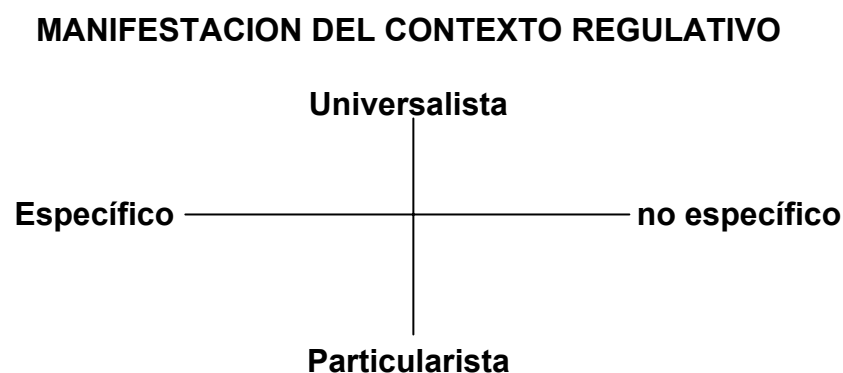 MANIFESTACION DEL CONTEXTO REGULATIVO
Universalista
Específico
no específico
Particularista